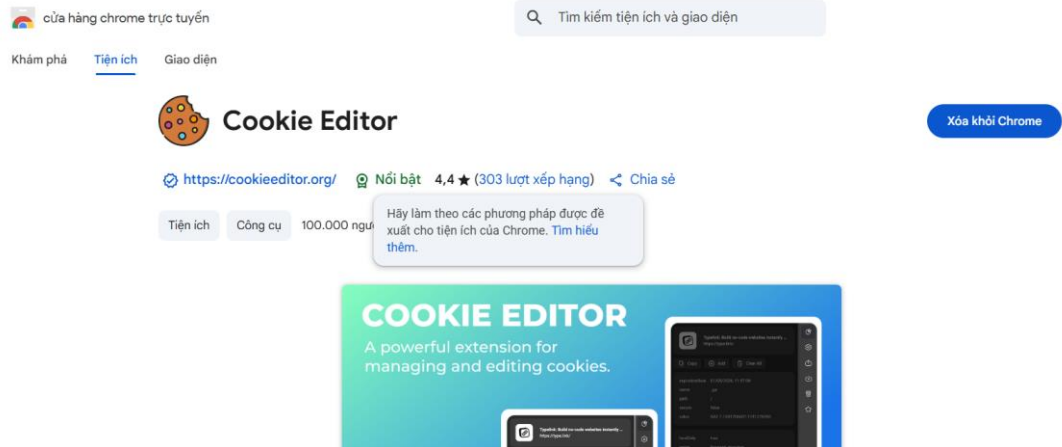 cửa hàng chrome trực tuyến
Tìm kiếm tiện ích và giao diện
Khám phá Tiện ích Giao diện
Cookie Editor
Xóa khỏi Chrome
https://cookieeditor.org/ Nổi bật 4,4 ★ (303 lượt xếp hạng) Chia sẻ
Tiện ích Công cụ 100.000
Hãy làm theo các phương pháp được đề
xuất cho tiện ích của Chrome. Tìm hiểu
thêm.
COOKIE EDITOR
A powerful extension for
managing and editing cookies.